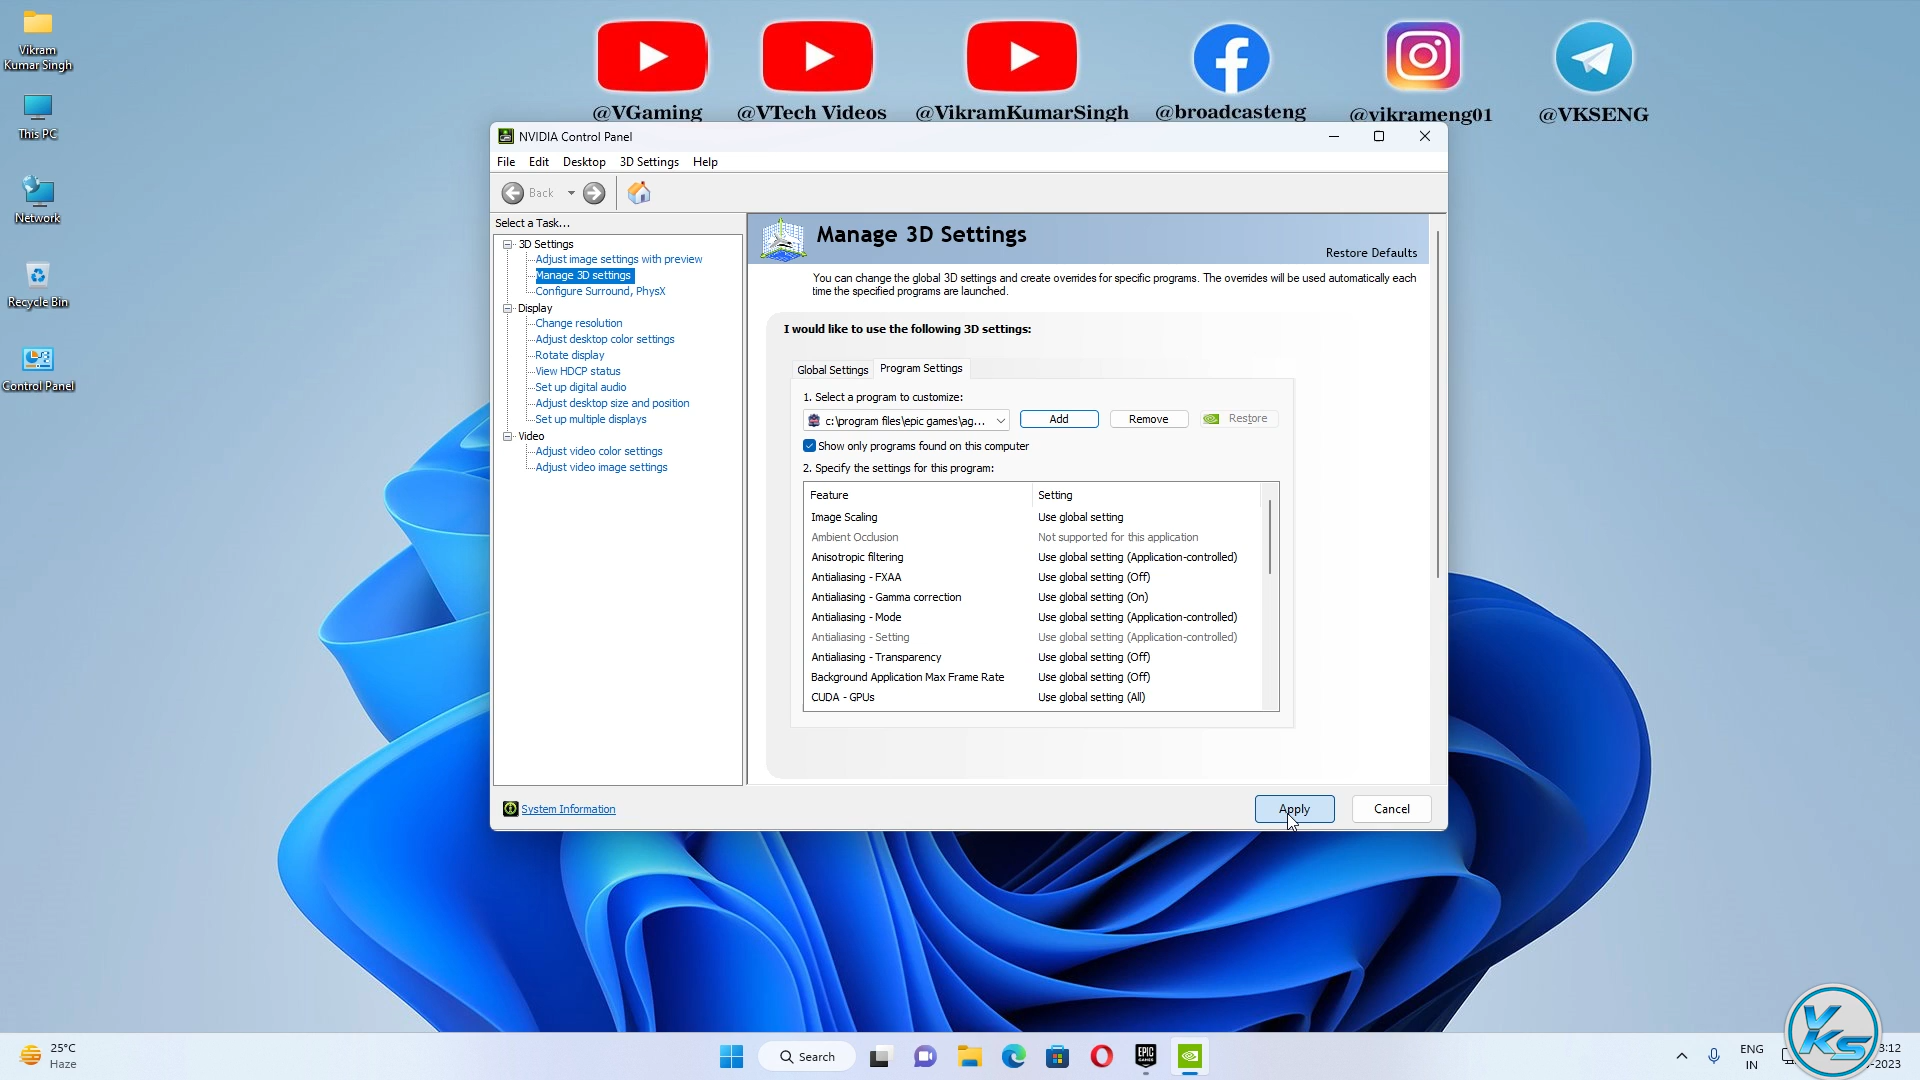 Vikram
Kumar Singh
This PC
Network
Recycle Bin
Control Panel
@VGaming
@VTech Videos
@VikramKumarSingh
@broadcasteng
@vikrameng01
@VKSENG
NVIDIA Control Panel
File Edit Desktop 3D Settings Help
Back
Select a Task...
3D Settings
Adjust image settings with preview
Manage 3D settings
Configure Surround, PhysX
Display
Change resolution
Adjust desktop color settings
Rotate display
View HDCP status
Set up digital audio
Adjust desktop size and position
Set up multiple displays
Video
Adjust video color settings
Adjust video image settings
System Information
Manage 3D Settings
Restore Defaults
You can change the global 3D settings and create overrides for specific programs. The overrides will be used automatically each
time the specified programs are launched.
I would like to use the following 3D settings:
Global Settings Program Settings
1. Select a program to customize:
c:\program files\epic games\ag... Add Remove Restore
Show only programs found on this computer
2. Specify the settings for this program:
Feature Setting
Image Scaling Use global setting
Ambient Occlusion Not supported for this application
Anisotropic filtering Use global setting (Application-controlled)
Antialiasing - FXAA Use global setting (Off)
Antialiasing - Gamma correction Use global setting (On)
Antialiasing - Mode Use global setting (Application-controlled)
Antialiasing - Setting Use global setting (Application-controlled)
Antialiasing - Transparency Use global setting (Off)
Background Application Max Frame Rate Use global setting (Off)
CUDA - GPUs Use global setting (All)
Apply Cancel
25°C
Haze
Search
EPIC
GAMES
ENG
IN
3:12
-2023
VKS